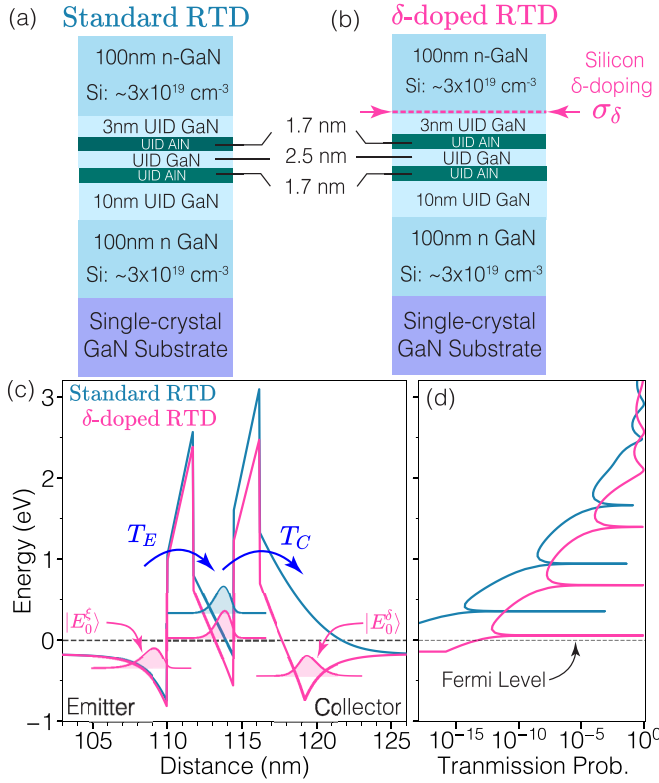 (a) Standard RTD
(b) δ-doped RTD
100nm n-GaN
Si: ~3x10¹⁹ cm⁻³
3nm UID GaN
UID AlN
UID GaN
UID AlN
10nm UID GaN
100nm n GaN
Si: ~3x10¹⁹ cm⁻³
Single-crystal
GaN Substrate
1.7 nm
2.5 nm
1.7 nm
100nm n-GaN
Si: ~3x10¹⁹ cm⁻³
3nm UID GaN
UID AlN
UID GaN
UID AlN
10nm UID GaN
100nm n GaN
Si: ~3x10¹⁹ cm⁻³
Single-crystal
GaN Substrate
Silicon
δ-doping
σδ
(c) Standard RTD
δ-doped RTD
3
2
1
0
−1
Energy (eV)
T_E
T_C
|E₀^ξ⟩
|E₀^δ⟩
Emitter
Collector
105 110 115 120 125
Distance (nm)
(d)
Fermi Level
10⁻¹⁵ 10⁻¹⁰ 10⁻⁵ 10⁰
Tranmission Prob.